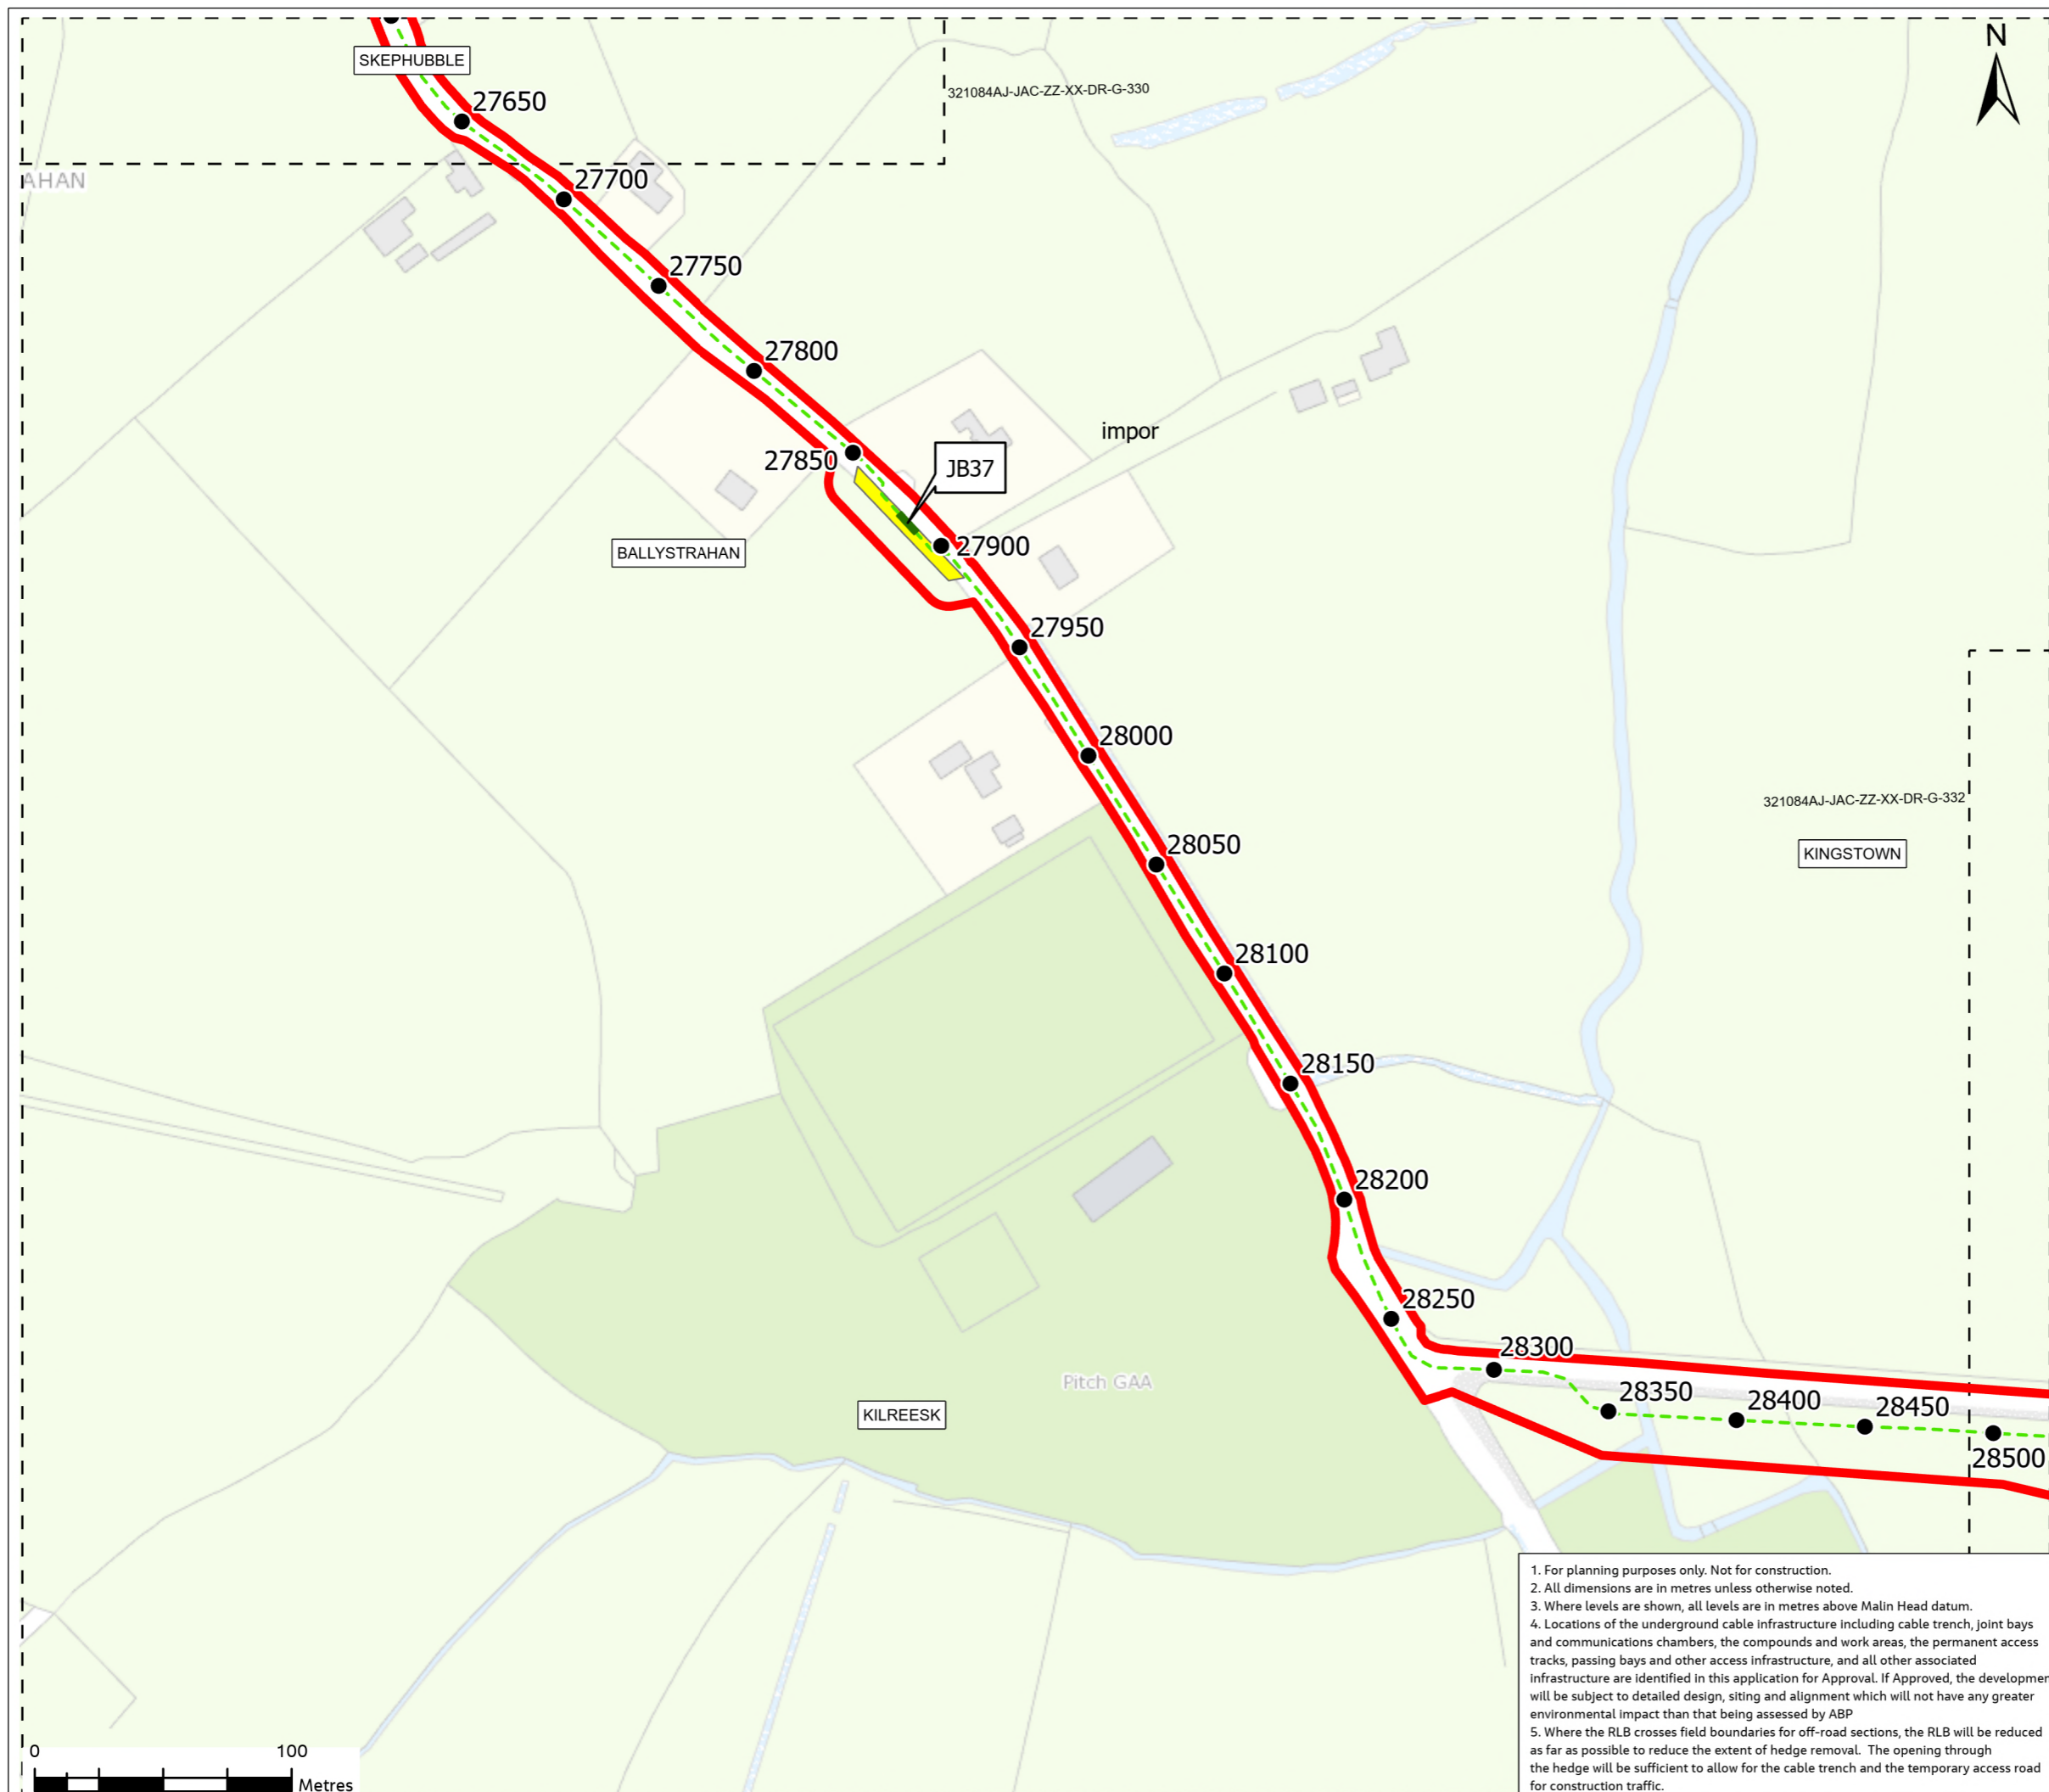 SKEPHUBBLE
N
321084AJ-JAC-ZZ-XX-DR-G-330
27650
AHAN
27700
27750
27800
impor
27850
JB37
27900
BALLYSTRAHAN
27950
28000
321084AJ-JAC-ZZ-XX-DR-G-332
28050
KINGSTOWN
28100
28150
28200
28250
28300
Pitch GAA
28350
28400
28450
KILREESK
28500
1. For planning purposes only. Not for construction.
2. All dimensions are in metres unless otherwise noted.
3. Where levels are shown, all levels are in metres above Malin Head datum.
4. Locations of the underground cable infrastructure including cable trench, joint bays
and communications chambers, the compounds and work areas, the permanent access
tracks, passing bays and other access infrastructure, and all other associated
infrastructure are identified in this application for Approval. If Approved, the developmen
will be subject to detailed design, siting and alignment which will not have any greater
environmental impact than that being assessed by ABP
5. Where the RLB crosses field boundaries for off-road sections, the RLB will be reduced
as far as possible to reduce the extent of hedge removal. The opening through
the hedge will be sufficient to allow for the cable trench and the temporary access road
for construction traffic.
0 100
Metres